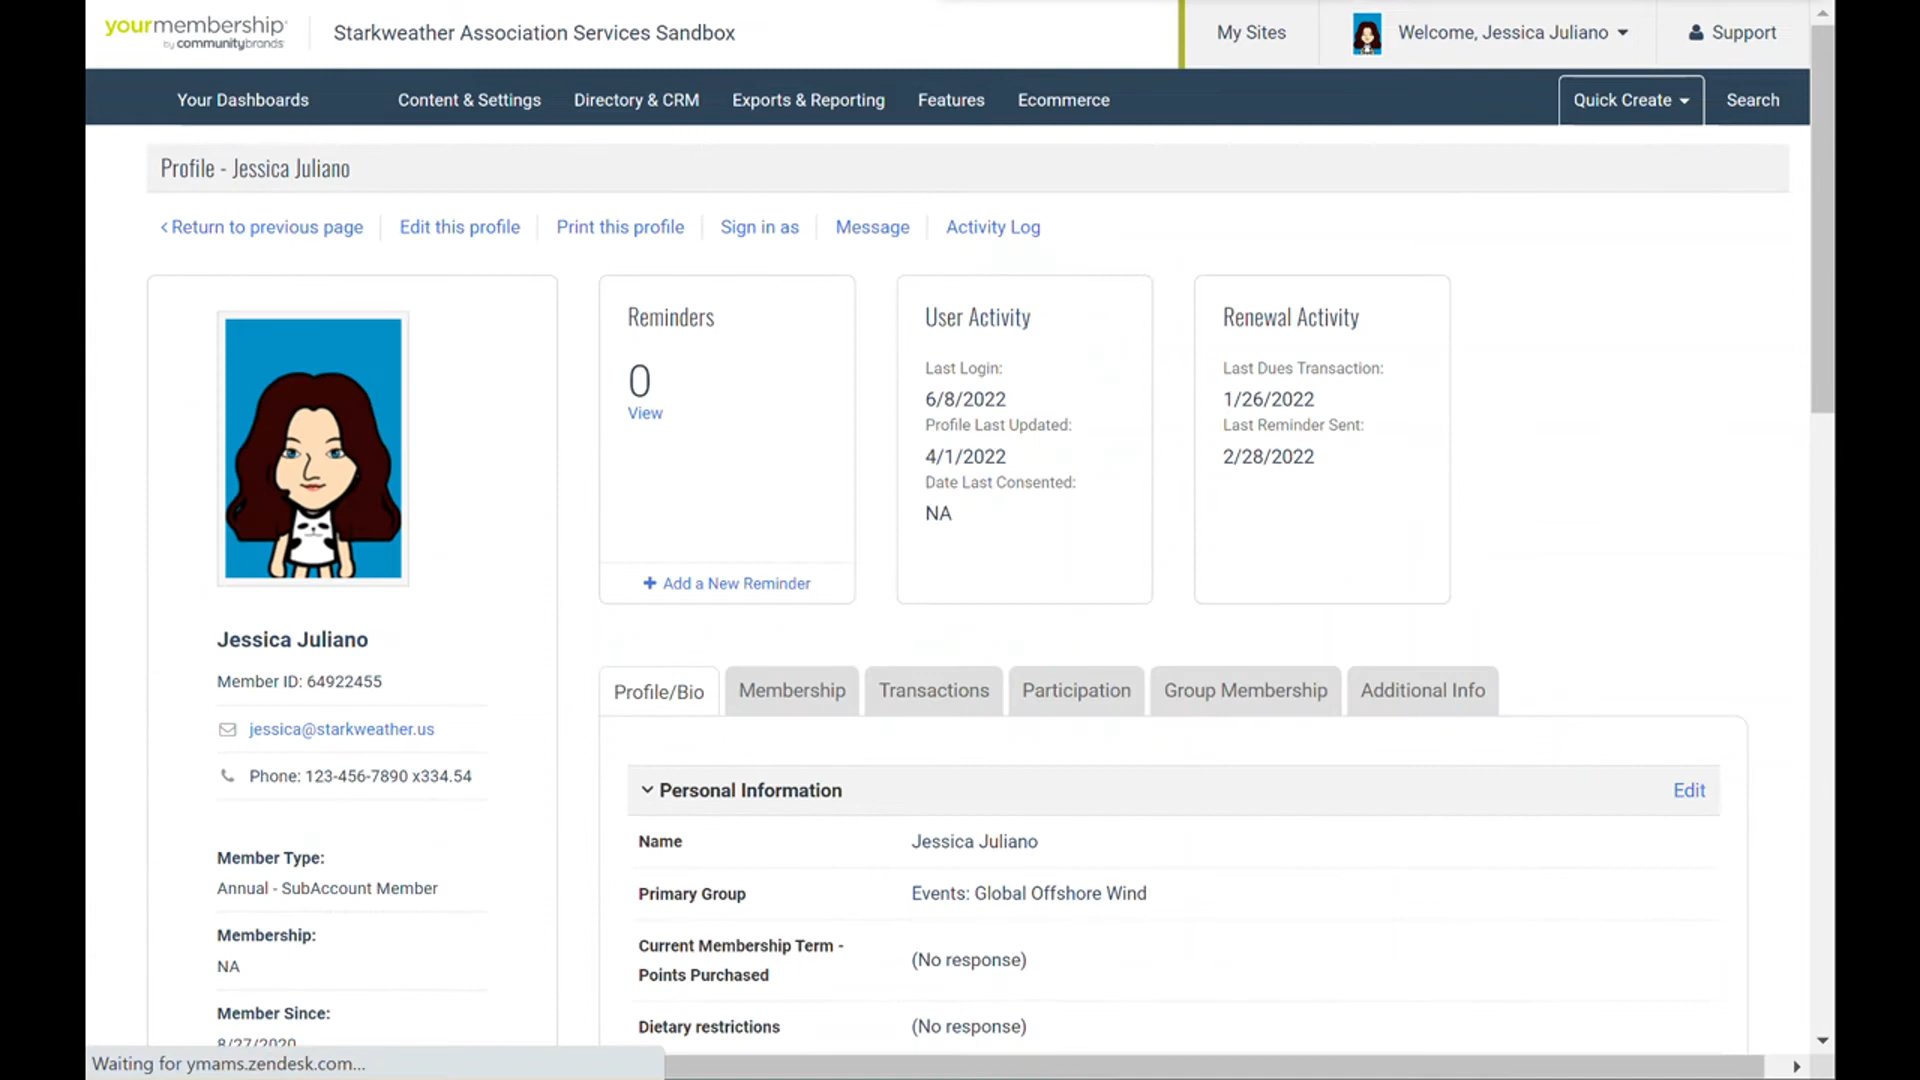 yourmembership
by communitybrands
Starkweather Association Services Sandbox
My Sites
Welcome, Jessica Juliano
Support
Your Dashboards
Content & Settings
Directory & CRM
Exports & Reporting
Features
Ecommerce
Quick Create
Search
Profile - Jessica Juliano
Return to previous page
Edit this profile
Print this profile
Sign in as
Message
Activity Log
Jessica Juliano
Member ID: 64922455
jessica@starkweather.us
Phone: 123-456-7890 x334.54
Member Type:
Annual - SubAccount Member
Membership:
NA
Member Since:
8/27/2020
Reminders
0
View
+ Add a New Reminder
User Activity
Last Login:
6/8/2022
Profile Last Updated:
4/1/2022
Date Last Consented:
NA
Renewal Activity
Last Dues Transaction:
1/26/2022
Last Reminder Sent:
2/28/2022
Profile/Bio
Membership
Transactions
Participation
Group Membership
Additional Info
Personal Information
Edit
Name
Jessica Juliano
Primary Group
Events: Global Offshore Wind
Current Membership Term -
Points Purchased
(No response)
Dietary restrictions
(No response)
Waiting for ymams.zendesk.com...